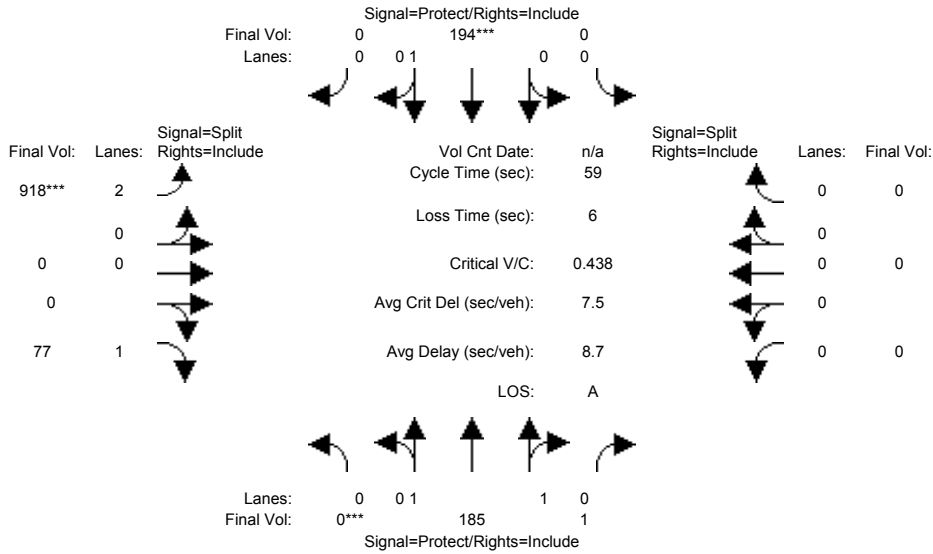 Signal=Protect/Rights=Include
Final Vol: 0 194*** 0
Lanes: 0 0 1 0 0
Signal=Split Signal=Split
Final Vol: Lanes: Rights=Include Vol Cnt Date: n/a Rights=Include Lanes: Final Vol:
Cycle Time (sec): 59
918*** 2 0 0
Loss Time (sec): 6
0 0
0 0 Critical V/C: 0.438 0 0
0 Avg Crit Del (sec/veh): 7.5 0
77 1 Avg Delay (sec/veh): 8.7 0 0
LOS: A
Lanes: 0 0 1 1 0
Final Vol: 0*** 185 1
Signal=Protect/Rights=Include